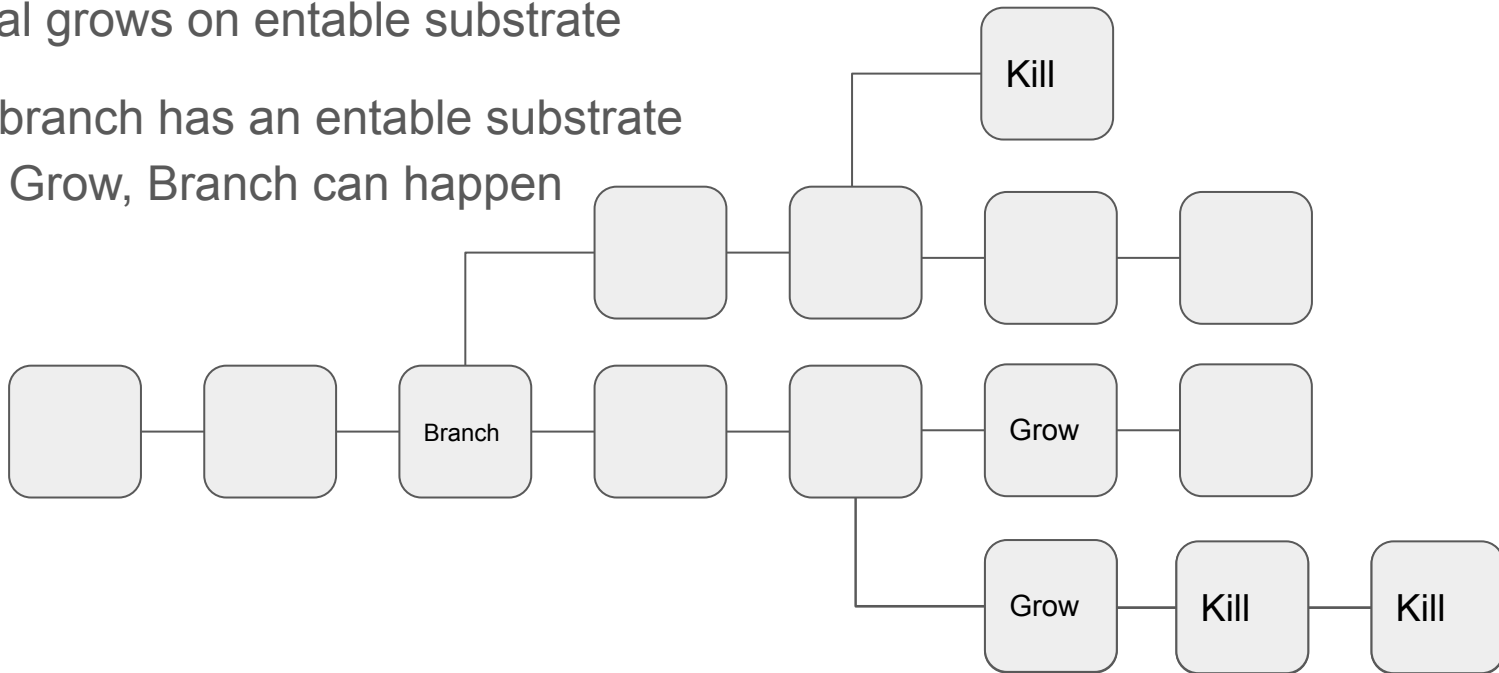 al grows on entable substrate
Kill
branch has an entable substrate
Grow, Branch can happen
Branch
Grow
Grow
Kill
Kill